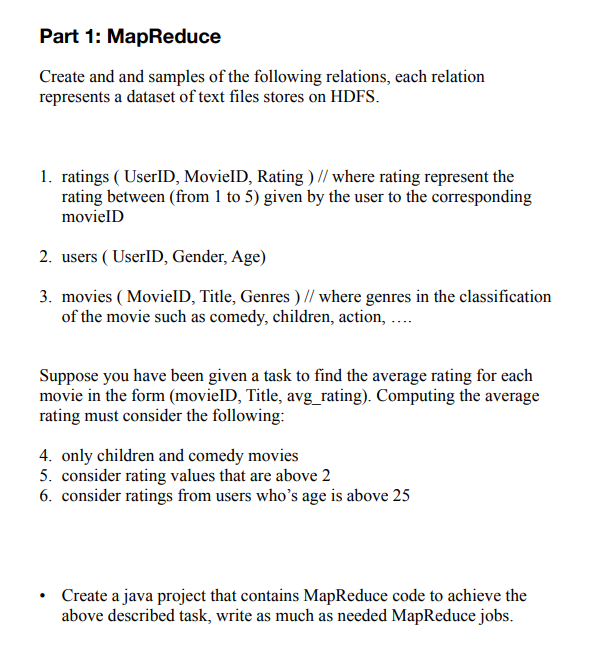 Part 1: MapReduce
Create and and samples of the following relations, each relation
represents a dataset of text files stores on HDFS.
1. ratings ( UserID, MovieID, Rating ) // where rating represent the
rating between (from 1 to 5) given by the user to the corresponding
movieID
2. users ( UserID, Gender, Age)
3. movies ( MovieID, Title, Genres ) // where genres in the classification
of the movie such as comedy, children, action, ….
Suppose you have been given a task to find the average rating for each
movie in the form (movieID, Title, avg_rating). Computing the average
rating must consider the following:
4. only children and comedy movies
5. consider rating values that are above 2
6. consider ratings from users who’s age is above 25
• Create a java project that contains MapReduce code to achieve the
above described task, write as much as needed MapReduce jobs.